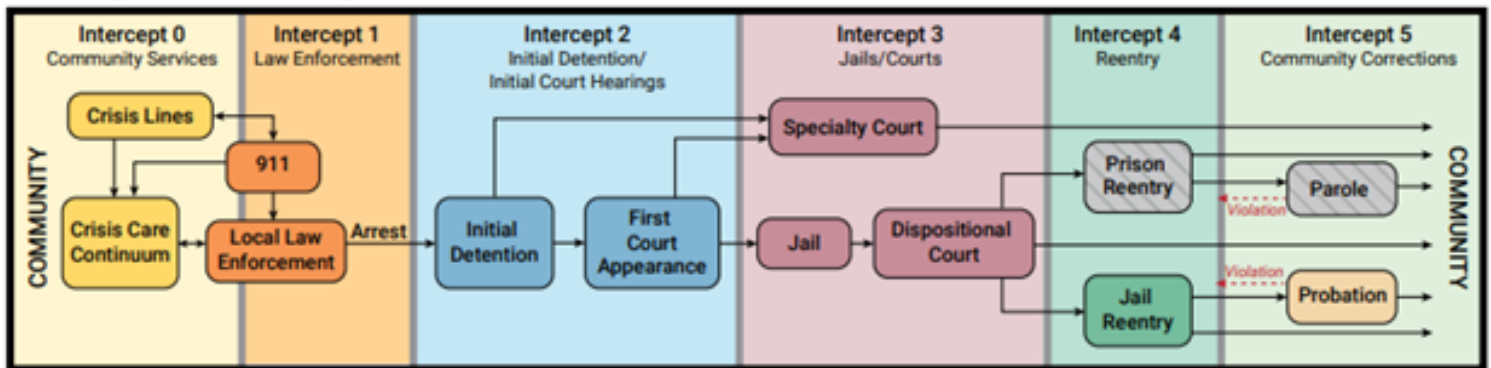 Intercept 0
Community Services
Intercept 1
Law Enforcement
Intercept 2
Initial Detention/
Initial Court Hearings
Intercept 3
Jails/Courts
Intercept 4
Reentry
Intercept 5
Community Corrections
COMMUNITY
Crisis Lines
911
Crisis Care
Continuum
Local Law
Enforcement
Arrest
Initial
Detention
First
Court
Appearance
Specialty Court
Jail
Dispositional
Court
Prison
Reentry
Jail
Reentry
Parole
Violation
Violation
Probation
COMMUNITY